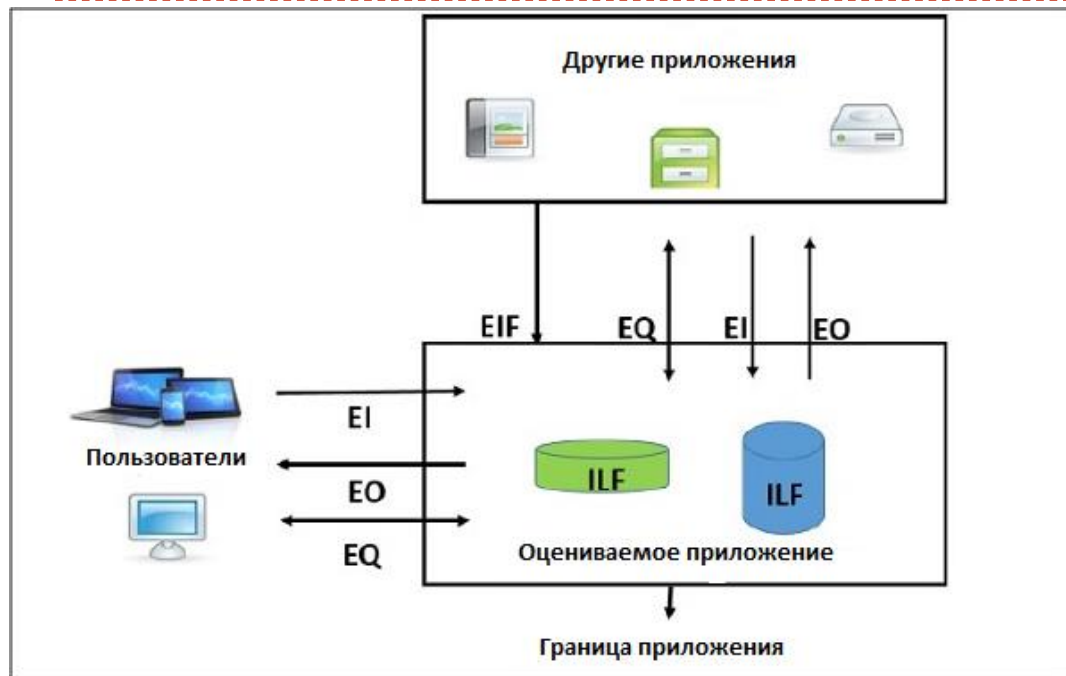 Другие приложения
EIF
EQ
EI
EO
EI
Пользователи
EO
EQ
ILF
ILF
Оцениваемое приложение
Граница приложения